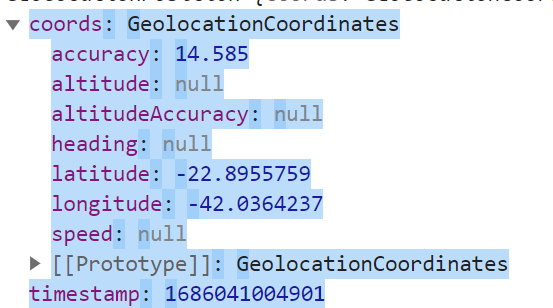 coords: GeolocationCoordinates
accuracy: 14.585
altitude: null
altitudeAccuracy: null
heading: null
latitude: -22.8955759
longitude: -42.0364237
speed: null
[[Prototype]]: GeolocationCoordinates
timestamp: 1686041004901